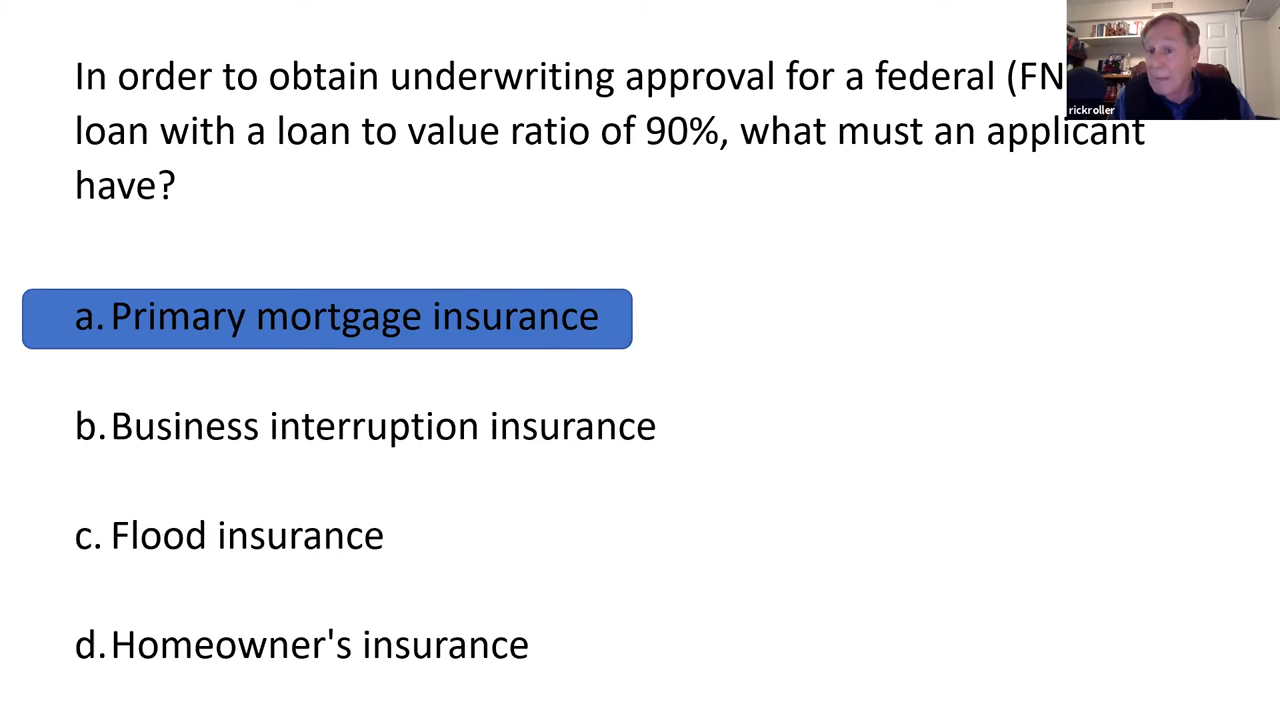 In order to obtain underwriting approval for a federal (FN
rickroller
loan with a loan to value ratio of 90%, what must an applicant
have?
a. Primary mortgage insurance
b. Business interruption insurance
c. Flood insurance
d. Homeowner's insurance